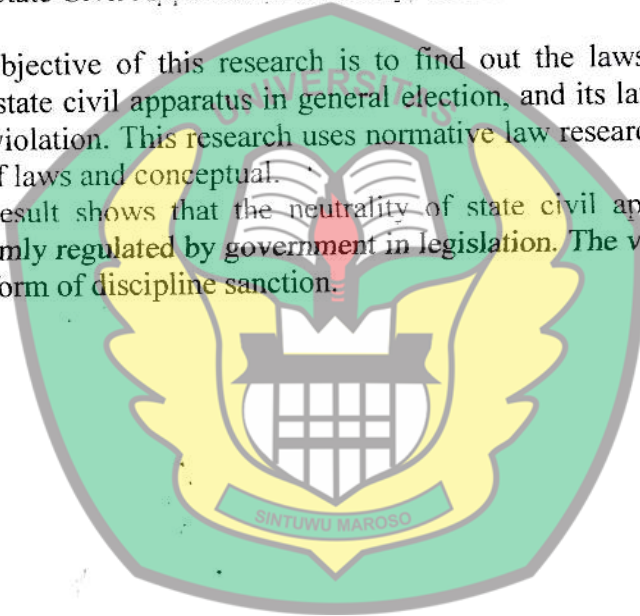 bjective of this research is to find out the laws
state civil apparatus in general election, and its la
violation. This research uses normative law researc
f laws and conceptual.
esult shows that the neutrality of state civil ap
mly regulated by government in legislation. The v
orm of discipline sanction.
UNIVERSITAS
SINTUWU MAROSO